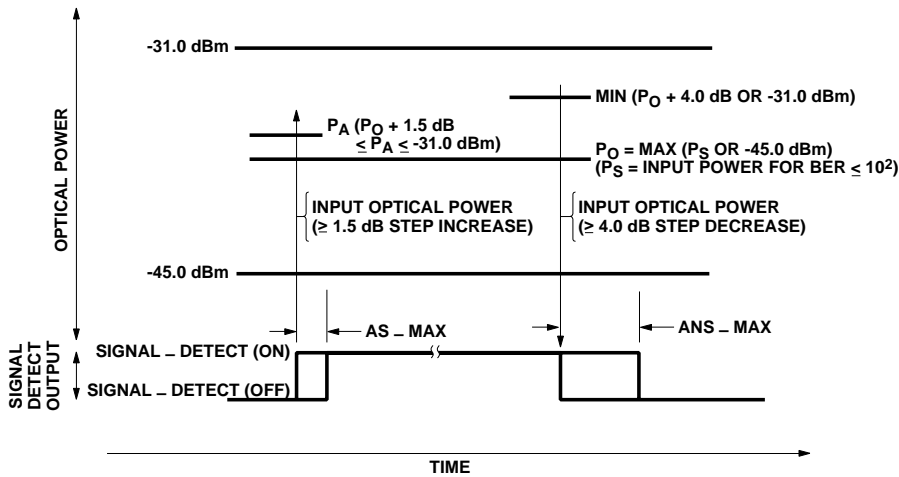 -31.0 dBm
MIN (PO + 4.0 dB OR -31.0 dBm)
PA (PO + 1.5 dB
≤ PA ≤ -31.0 dBm)
PO = MAX (PS OR -45.0 dBm)
(PS = INPUT POWER FOR BER ≤ 102)
OPTICAL POWER
INPUT OPTICAL POWER
(≥ 1.5 dB STEP INCREASE)
INPUT OPTICAL POWER
(≥ 4.0 dB STEP DECREASE)
-45.0 dBm
AS – MAX
ANS – MAX
SIGNAL – DETECT (ON)
SIGNAL – DETECT (OFF)
SIGNAL
DETECT
OUTPUT
TIME